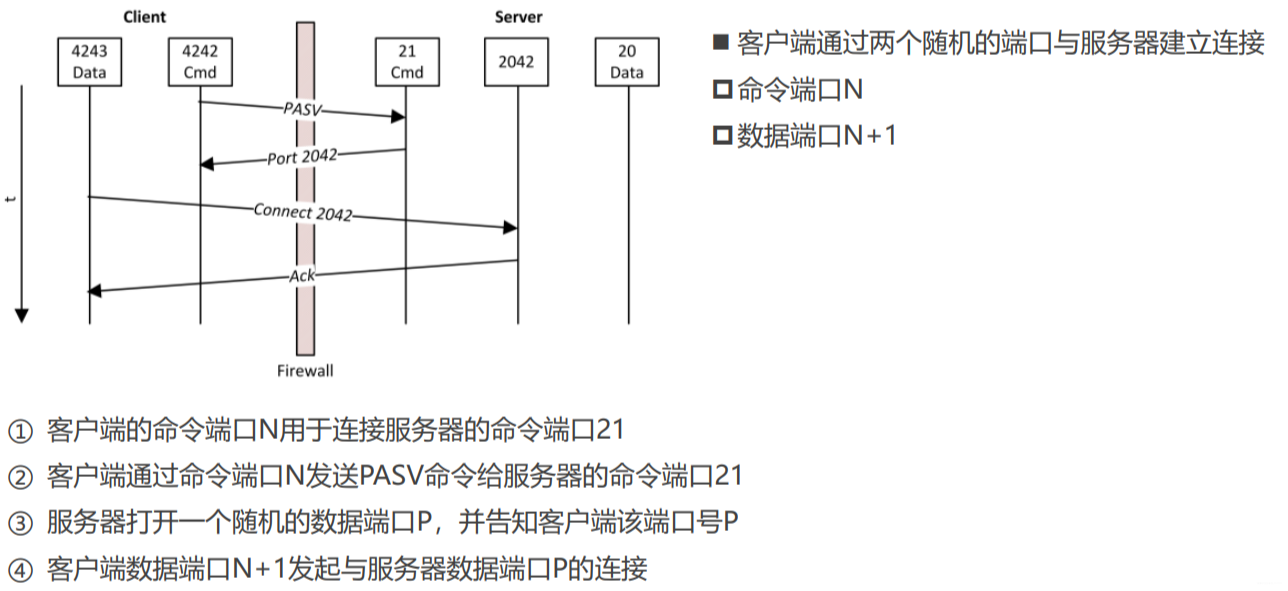 Client
Server
4243
Data
4242
Cmd
21
Cmd
2042
20
Data
PASV
Port 2042
Connect 2042
Ack
t
Firewall
■ 客户端通过两个随机的端口与服务器建立连接
命令端口N
数据端口N+1
① 客户端的命令端口N用于连接服务器的命令端口21
② 客户端通过命令端口N发送PASV命令给服务器的命令端口21
③ 服务器打开一个随机的数据端口P，并告知客户端该端口号P
④ 客户端数据端口N+1发起与服务器数据端口P的连接